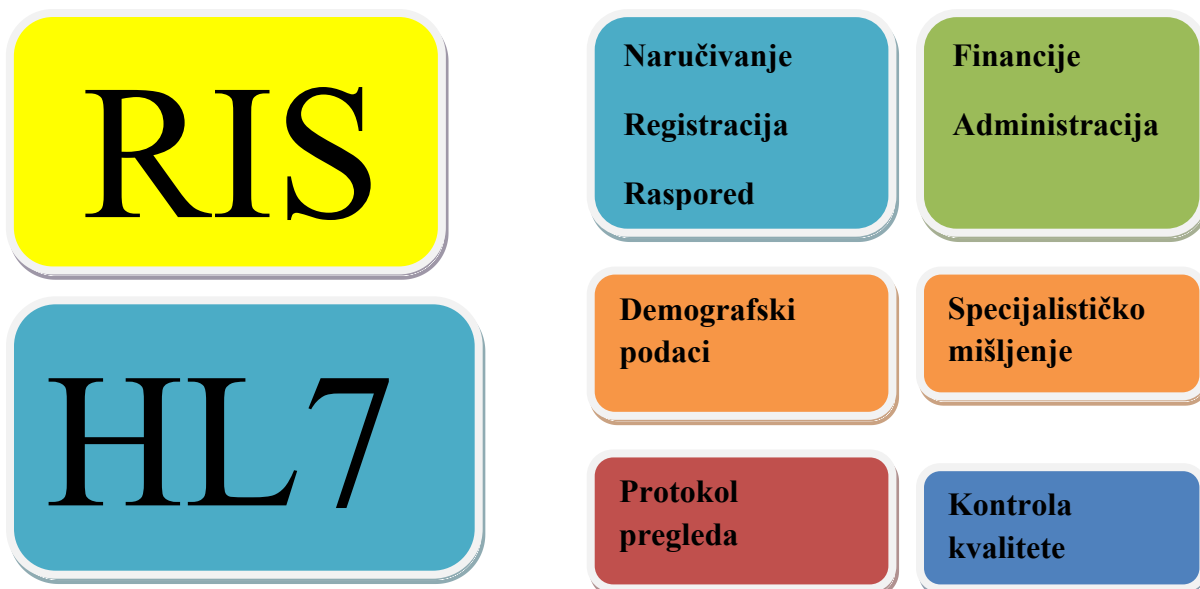 RIS
HL7
Naručivanje
Registracija
Raspored
Financije
Administracija
Demografski
podaci
Specijalističko
mišljenje
Protokol
pregleda
Kontrola
kvalitete